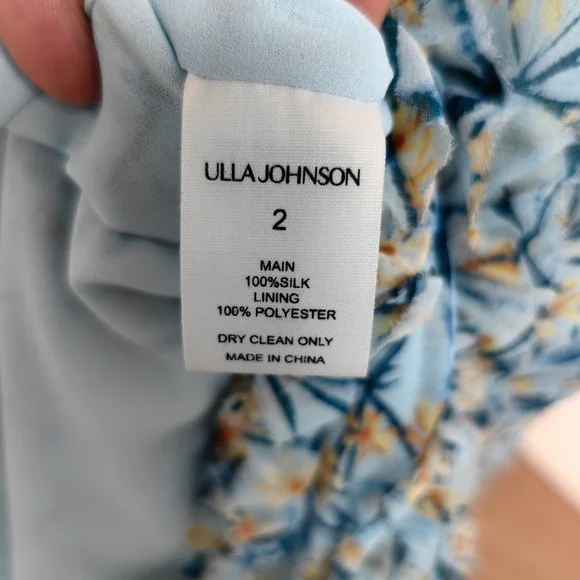 ULLA JOHNSON
2
MAIN
100%SILK
LINING
100% POLYESTER
DRY CLEAN ONLY
MADE IN CHINA